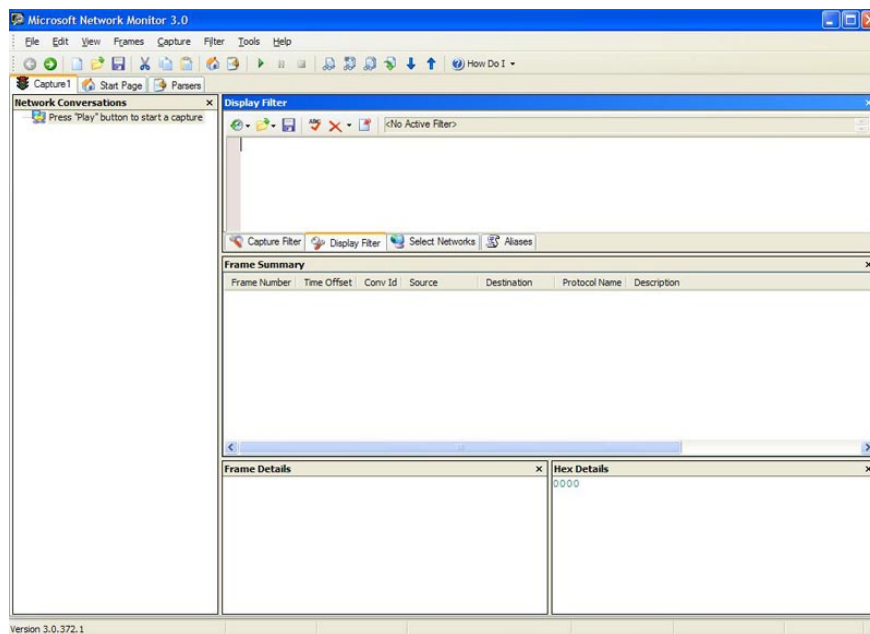 Microsoft Network Monitor 3.0
File Edit View Frames Capture Filter Tools Help
How Do I
Capture1 Start Page Parsers
Network Conversations
Press "Play" button to start a capture
Display Filter
ABC <No Active Filter>
Capture Filter Display Filter Select Networks Aliases
Frame Summary
Frame Number Time Offset Conv Id Source Destination Protocol Name Description
Frame Details
Hex Details
0000
Version 3.0.372.1